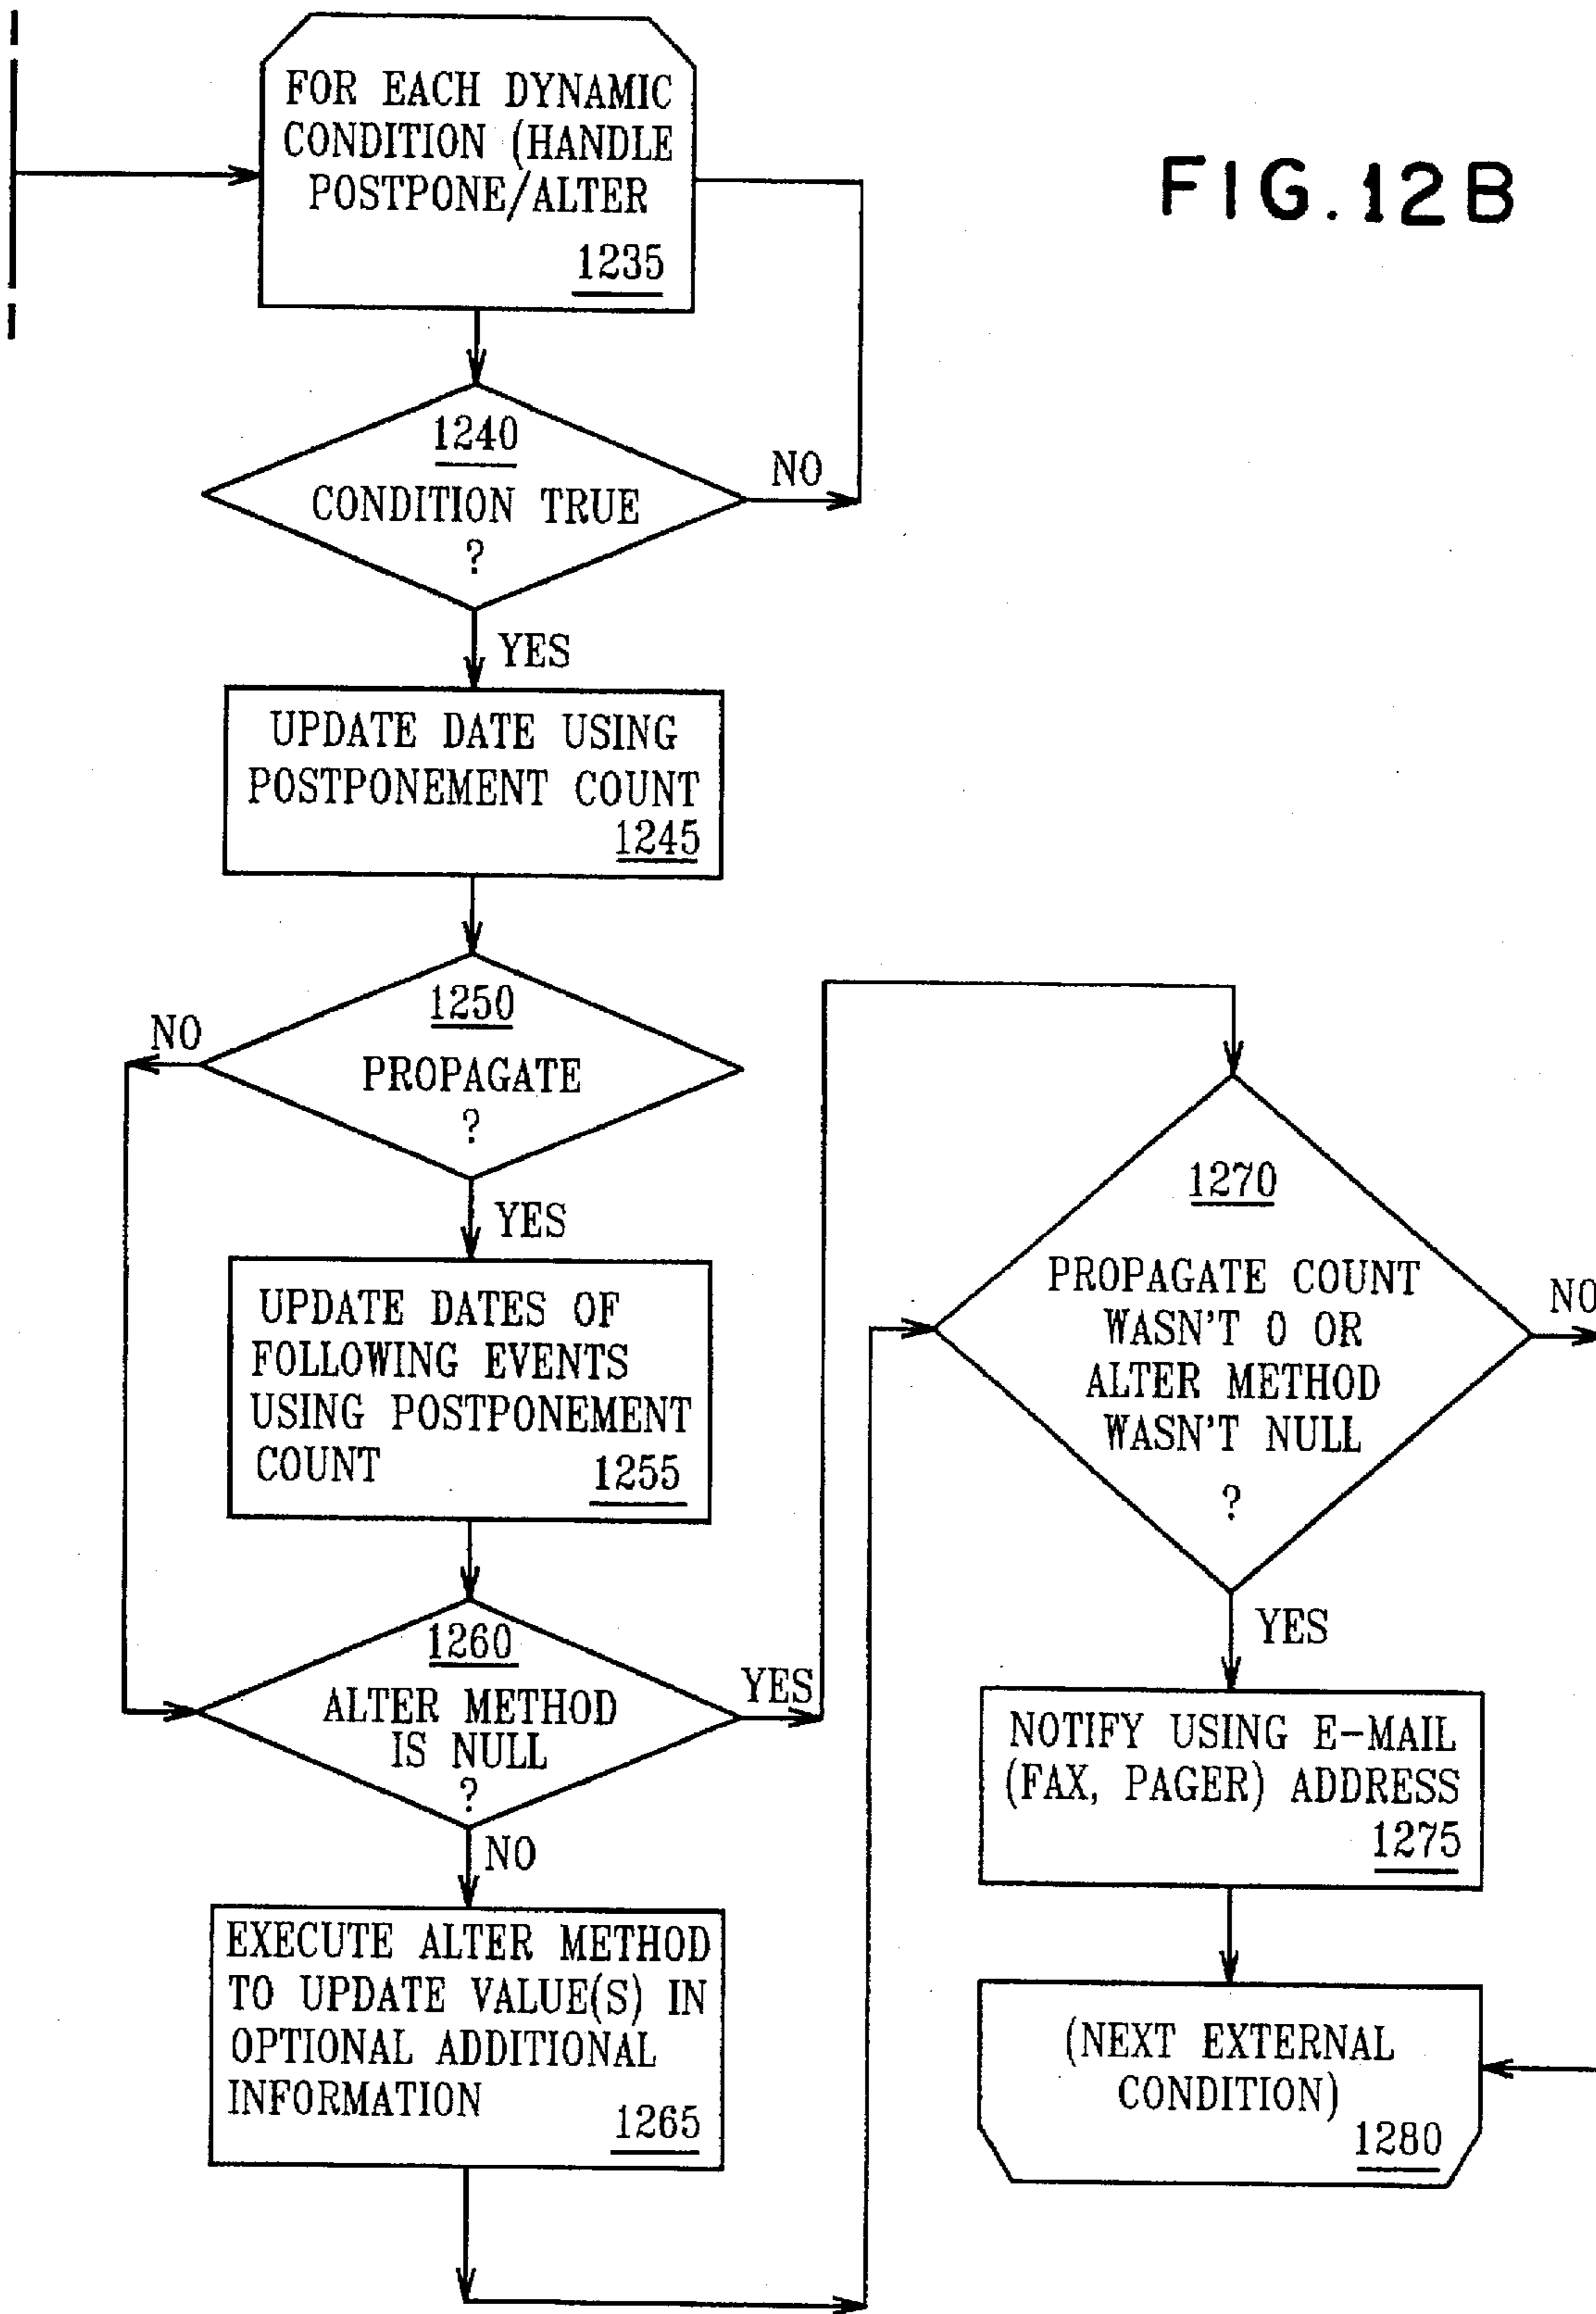 FIG. 12B
FOR EACH DYNAMIC
CONDITION (HANDLE
POSTPONE/ALTER
1235
1240
CONDITION TRUE
?
NO
YES
UPDATE DATE USING
POSTPONEMENT COUNT
1245
1250
PROPAGATE
?
NO
YES
UPDATE DATES OF
FOLLOWING EVENTS
USING POSTPONEMENT
COUNT
1255
1260
ALTER METHOD
IS NULL
?
YES
NO
EXECUTE ALTER METHOD
TO UPDATE VALUE(S) IN
OPTIONAL ADDITIONAL
INFORMATION
1265
1270
PROPAGATE COUNT
WASN'T 0 OR
ALTER METHOD
WASN'T NULL
?
NO
YES
NOTIFY USING E-MAIL
(FAX, PAGER) ADDRESS
1275
(NEXT EXTERNAL
CONDITION)
1280